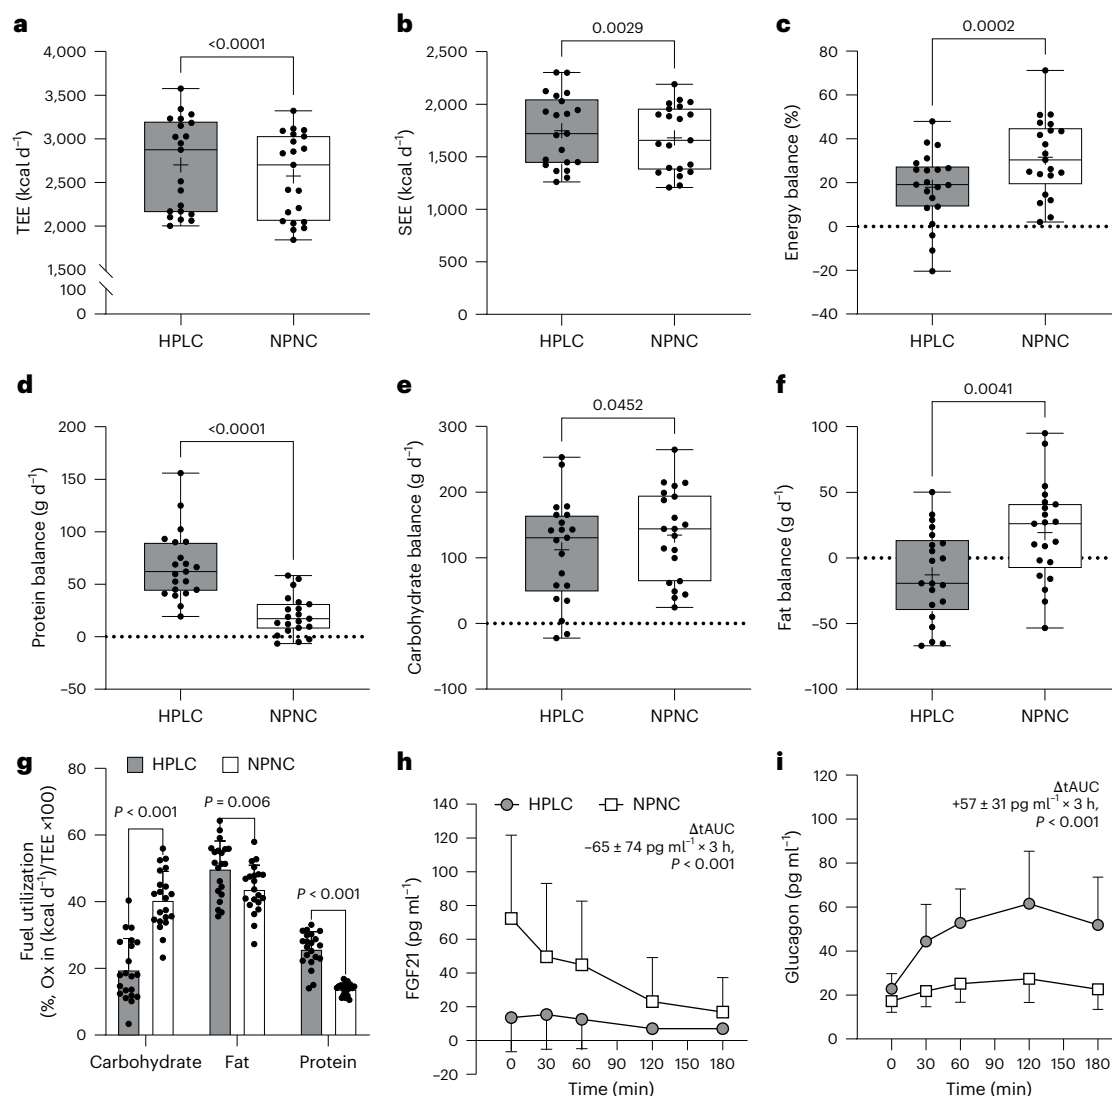 a
TEE (kcal d⁻¹)
4,000
3,500
3,000
2,500
2,000
1,500
100
0
<0.0001
HPLC
NPNC
b
SEE (kcal d⁻¹)
2,500
2,000
1,500
1,000
500
0
0.0029
HPLC
NPNC
c
Energy balance (%)
80
60
40
20
0
−20
−40
0.0002
HPLC
NPNC
d
Protein balance (g d⁻¹)
200
150
100
50
0
−50
<0.0001
HPLC
NPNC
e
Carbohydrate balance (g d⁻¹)
300
200
100
0
−100
0.0452
HPLC
NPNC
f
Fat balance (g d⁻¹)
100
50
0
−50
−100
0.0041
HPLC
NPNC
g
HPLC
NPNC
Fuel utilization
(%, Ox in (kcal d⁻¹)/TEE ×100)
80
60
40
20
0
P < 0.001
P = 0.006
P < 0.001
Carbohydrate
Fat
Protein
h
HPLC
NPNC
ΔtAUC
−65 ± 74 pg ml⁻¹ × 3 h,
P < 0.001
FGF21 (pg ml⁻¹)
140
120
100
80
60
40
20
0
−20
0
30
60
90
120
150
180
Time (min)
i
ΔtAUC
+57 ± 31 pg ml⁻¹ × 3 h,
P < 0.001
Glucagon (pg ml⁻¹)
120
100
80
60
40
20
0
0
30
60
90
120
150
180
Time (min)